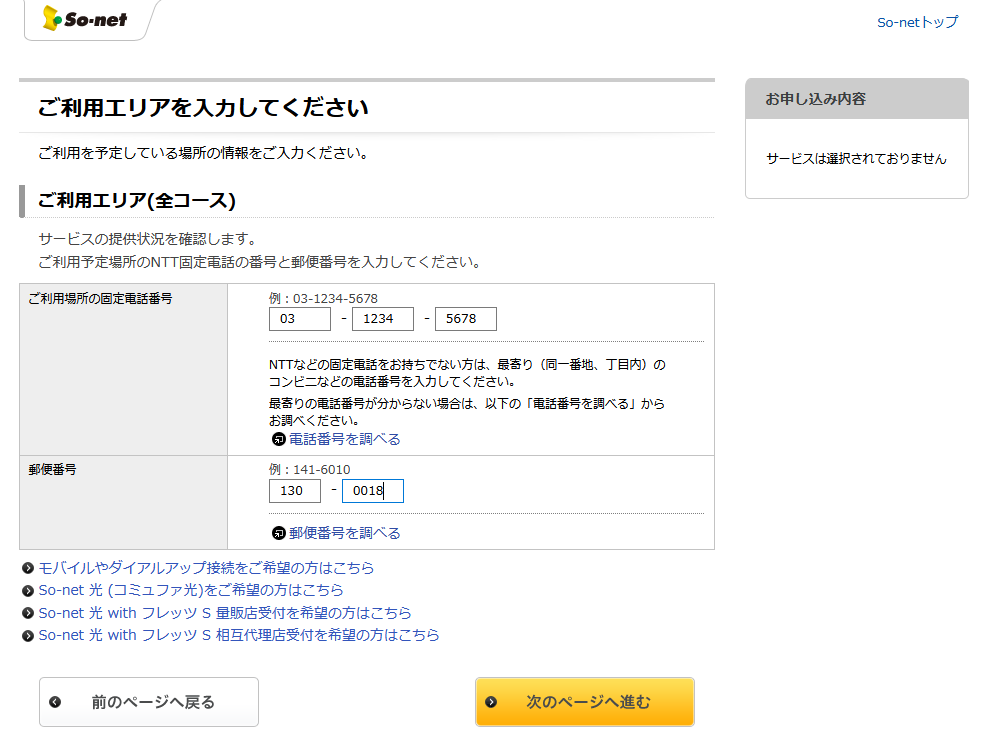 So-net
So-netトップ
ご利用エリアを入力してください
お申し込み内容
ご利用を予定している場所の情報をご入力ください。
サービスは選択されておりません
ご利用エリア(全コース)
サービスの提供状況を確認します。
ご利用予定場所のNTT固定電話の番号と郵便番号を入力してください。
ご利用場所の固定電話番号
例：03-1234-5678
03 - 1234 - 5678
NTTなどの固定電話をお持ちでない方は、最寄り（同一番地、丁目内）の
コンビニなどの電話番号を入力してください。
最寄りの電話番号が分からない場合は、以下の「電話番号を調べる」から
お調べください。
電話番号を調べる
郵便番号
例：141-6010
130 - 0018
郵便番号を調べる
モバイルやダイアルアップ接続をご希望の方はこちら
So-net 光 (コミュファ光)をご希望の方はこちら
So-net 光 with フレッツ S 量販店受付を希望の方はこちら
So-net 光 with フレッツ S 相互代理店受付を希望の方はこちら
前のページへ戻る
次のページへ進む